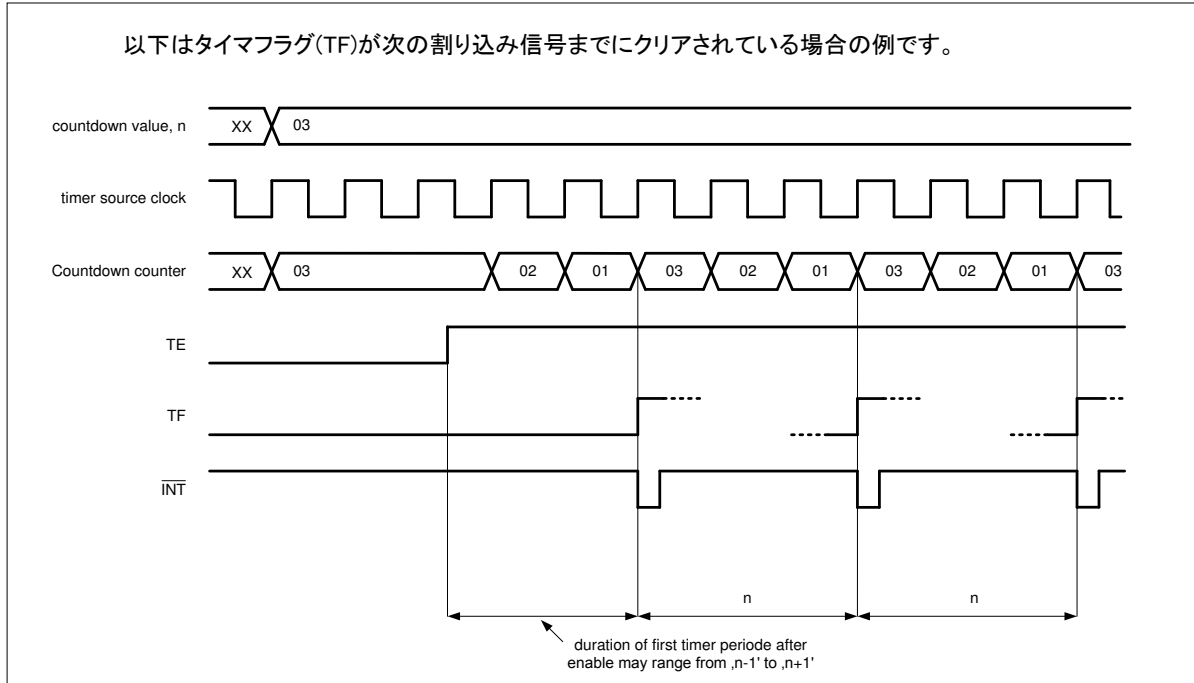 以下はタイマフラグ(TF)が次の割り込み信号までにクリアされている場合の例です。
countdown value, n XX 03
timer source clock
Countdown counter XX 03 02 01 03 02 01 03 02 01 03
TE
TF
INT
n n
duration of first timer periode after
enable may range from ‚n-1' to ‚n+1'